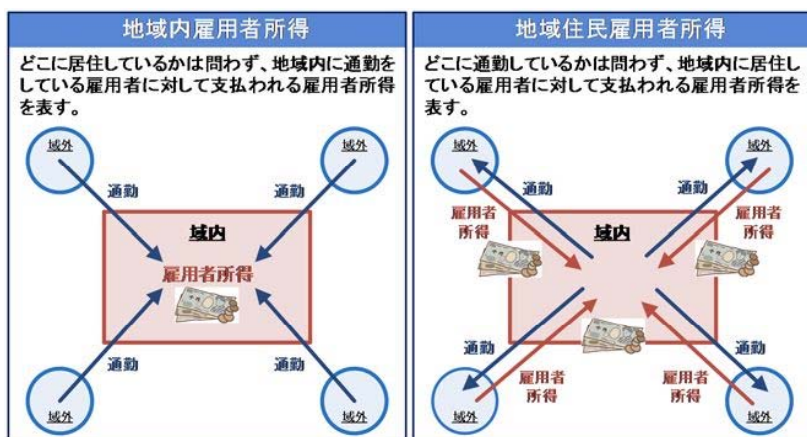 地域内雇用者所得
どこに居住しているかは問わず、地域内に通勤を
している雇用者に対して支払われる雇用者所得
を表す。
域外
域外
通勤
通勤
域内
雇用者所得
通勤
通勤
域外
域外
地域住民雇用者所得
どこに通勤しているかは問わず、地域内に居住し
ている雇用者に対して支払われる雇用者所得を
表す。
域外
域外
通勤
通勤
雇用者
所得
域内
雇用者
所得
通勤
雇用者
所得
雇用者
所得
通勤
域外
域外